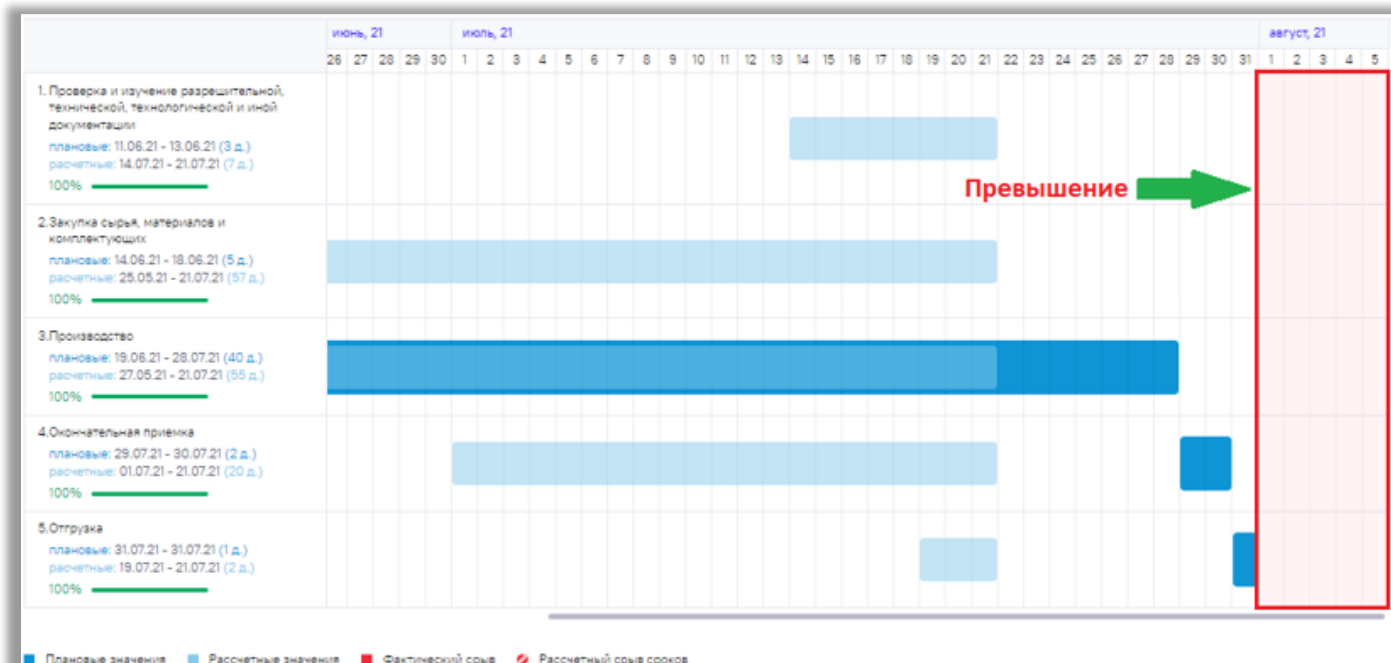 июнь, 21 июль, 21 август, 21
26 27 28 29 30 1 2 3 4 5 6 7 8 9 10 11 12 13 14 15 16 17 18 19 20 21 22 23 24 25 26 27 28 29 30 31 1 2 3 4 5
1. Проверка и изучение разрешительной,
технической, технологической и иной
документации
плановые: 11.06.21 - 13.06.21 (3 д.)
расчетные: 14.07.21 - 21.07.21 (7 д.)
100%
Превышение
2.Закупка сырья, материалов и
комплектующих
плановые: 14.06.21 - 18.06.21 (5 д.)
расчетные: 25.05.21 - 21.07.21 (57 д.)
100%
3.Производство
плановые: 19.06.21 - 28.07.21 (40 д.)
расчетные: 27.05.21 - 21.07.21 (55 д.)
100%
4.Окончательная приемка
плановые: 29.07.21 - 30.07.21 (2 д.)
расчетные: 01.07.21 - 21.07.21 (20 д.)
100%
5.Отгрузка
плановые: 31.07.21 - 31.07.21 (1 д.)
расчетные: 19.07.21 - 21.07.21 (2 д.)
100%
Плановые значения Рассчетные значения Фактический срыв Рассчетный срыв сроков